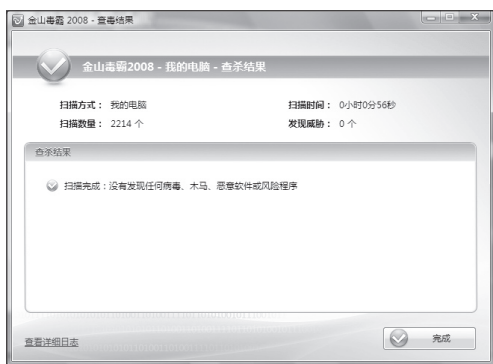 金山毒霸 2008 - 查毒结果
金山毒霸2008 - 我的电脑 - 查杀结果
扫描方式： 我的电脑 扫描时间： 0小时0分56秒
扫描数量： 2214 个 发现威胁： 0 个
查杀结果
扫描完成：没有发现任何病毒、木马、恶意软件或风险程序
查看详细日志
完成